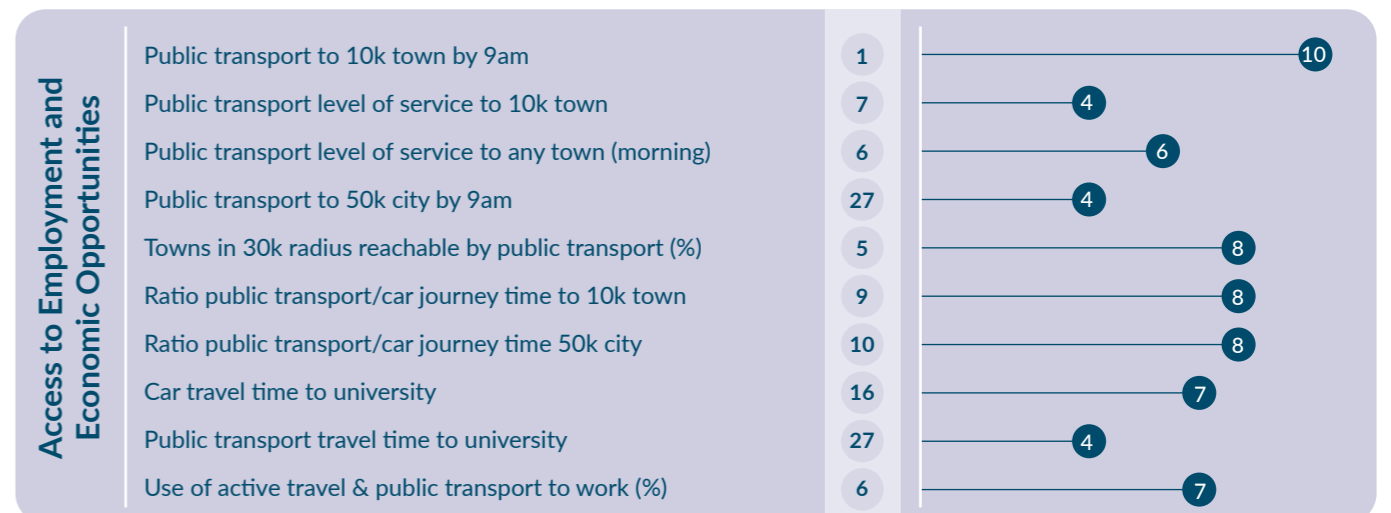 Access to Employment and
Economic Opportunities
Public transport to 10k town by 9am 1 10
Public transport level of service to 10k town 7 4
Public transport level of service to any town (morning) 6 6
Public transport to 50k city by 9am 27 4
Towns in 30k radius reachable by public transport (%) 5 8
Ratio public transport/car journey time to 10k town 9 8
Ratio public transport/car journey time 50k city 10 8
Car travel time to university 16 7
Public transport travel time to university 27 4
Use of active travel & public transport to work (%) 6 7